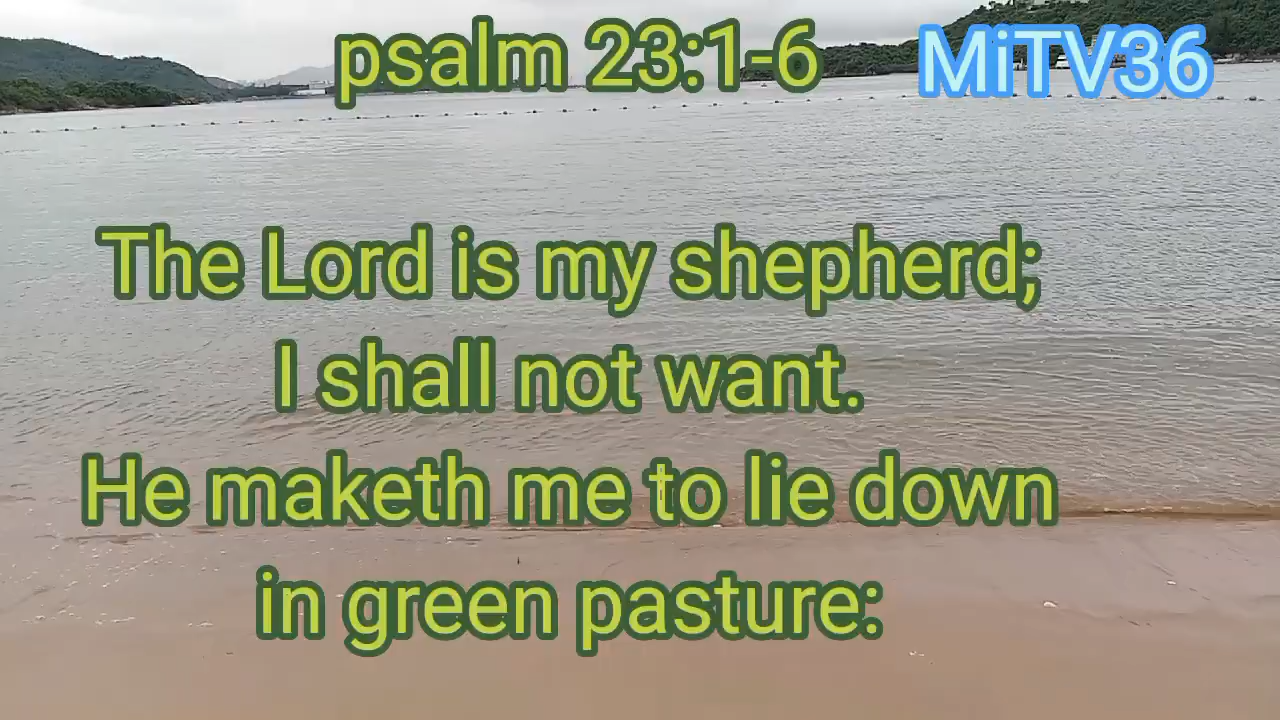 psalm 23:1-6 MiTV36
The Lord is my shepherd;
I shall not want.
He maketh me to lie down
in green pasture: